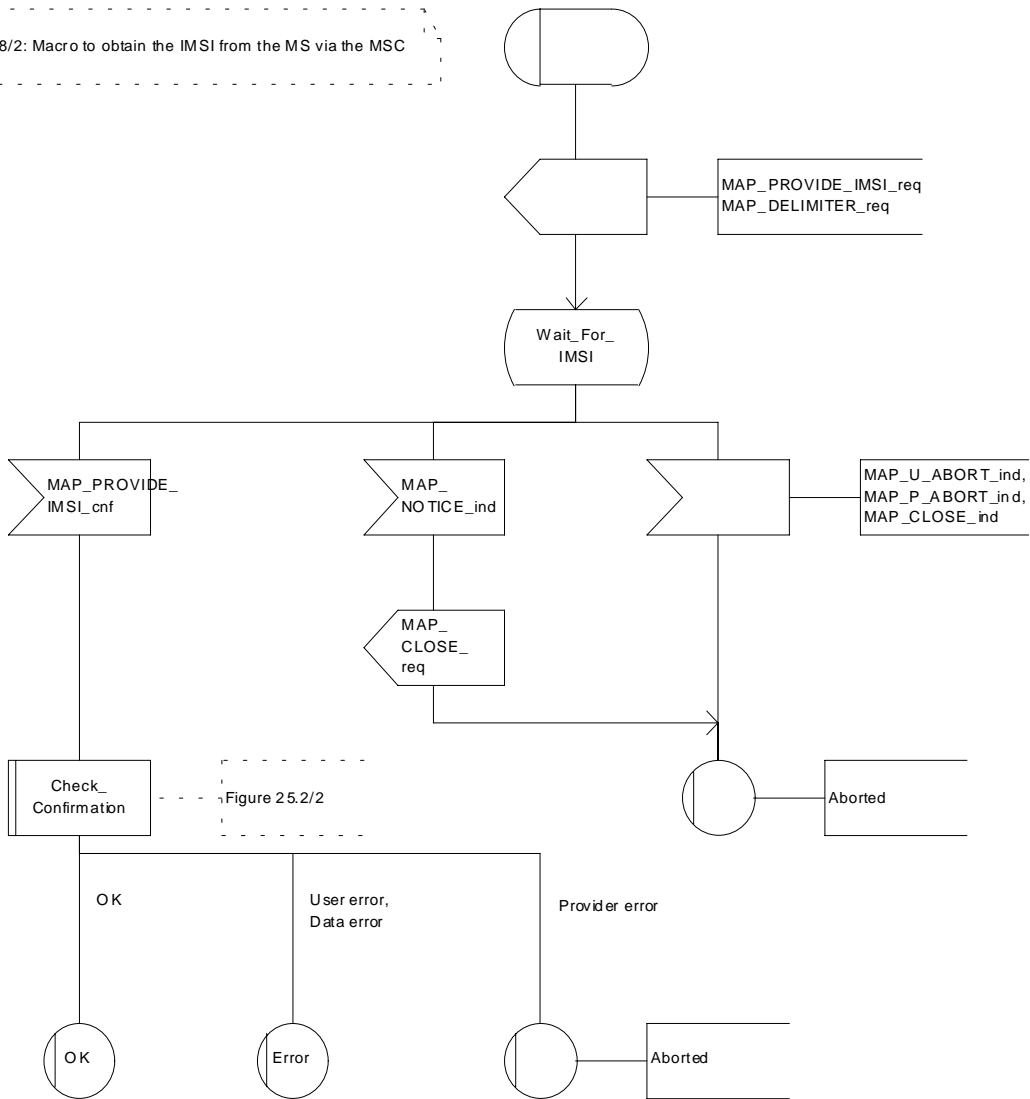 8/2: Macro to obtain the IMSI from the MS via the MSC
MAP_PROVIDE_IMSI_req
MAP_DELIMITER_req
Wait_For_
IMSI
MAP_PROVIDE_
IMSI_cnf
MAP_
NOTICE_ind
MAP_U_ABORT_ind,
MAP_P_ABORT_ind,
MAP_CLOSE_ind
MAP_
CLOSE_
req
Check_
Confirmation
Figure 25.2/2
Aborted
OK
User error,
Data error
Provider error
OK
Error
Aborted